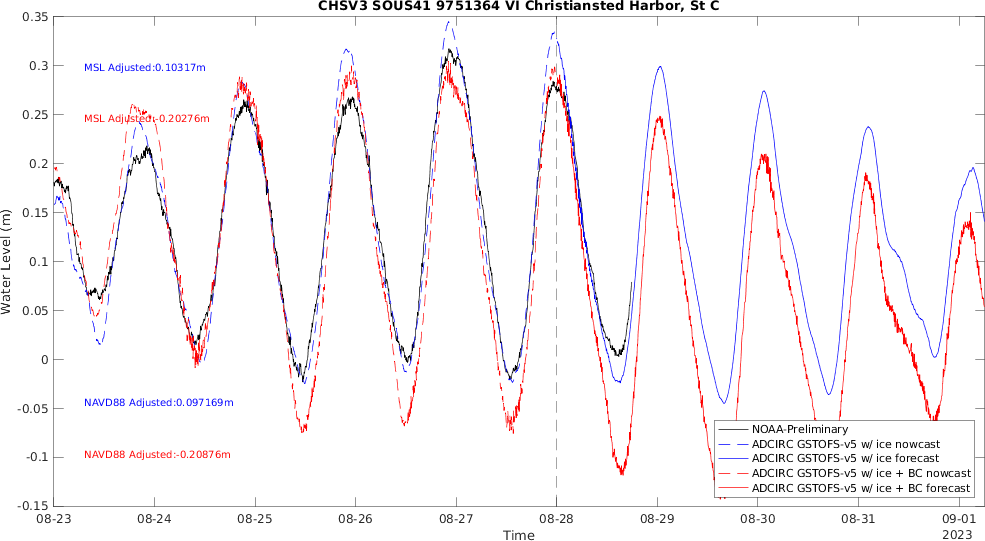 CHSV3 SOUS41 9751364 VI Christiansted Harbor, St C
0.35
0.3
0.25
0.2
0.15
0.1
0.05
0
-0.05
-0.1
-0.15
Water Level (m)
MSL Adjusted:0.10317m
MSL Adjusted:-0.20276m
NAVD88 Adjusted:0.097169m
NAVD88 Adjusted:-0.20876m
NOAA-Preliminary
ADCIRC GSTOFS-v5 w/ ice nowcast
ADCIRC GSTOFS-v5 w/ ice forecast
ADCIRC GSTOFS-v5 w/ ice + BC nowcast
ADCIRC GSTOFS-v5 w/ ice + BC forecast
08-23 08-24 08-25 08-26 08-27 08-28 08-29 08-30 08-31 09-01
2023
Time